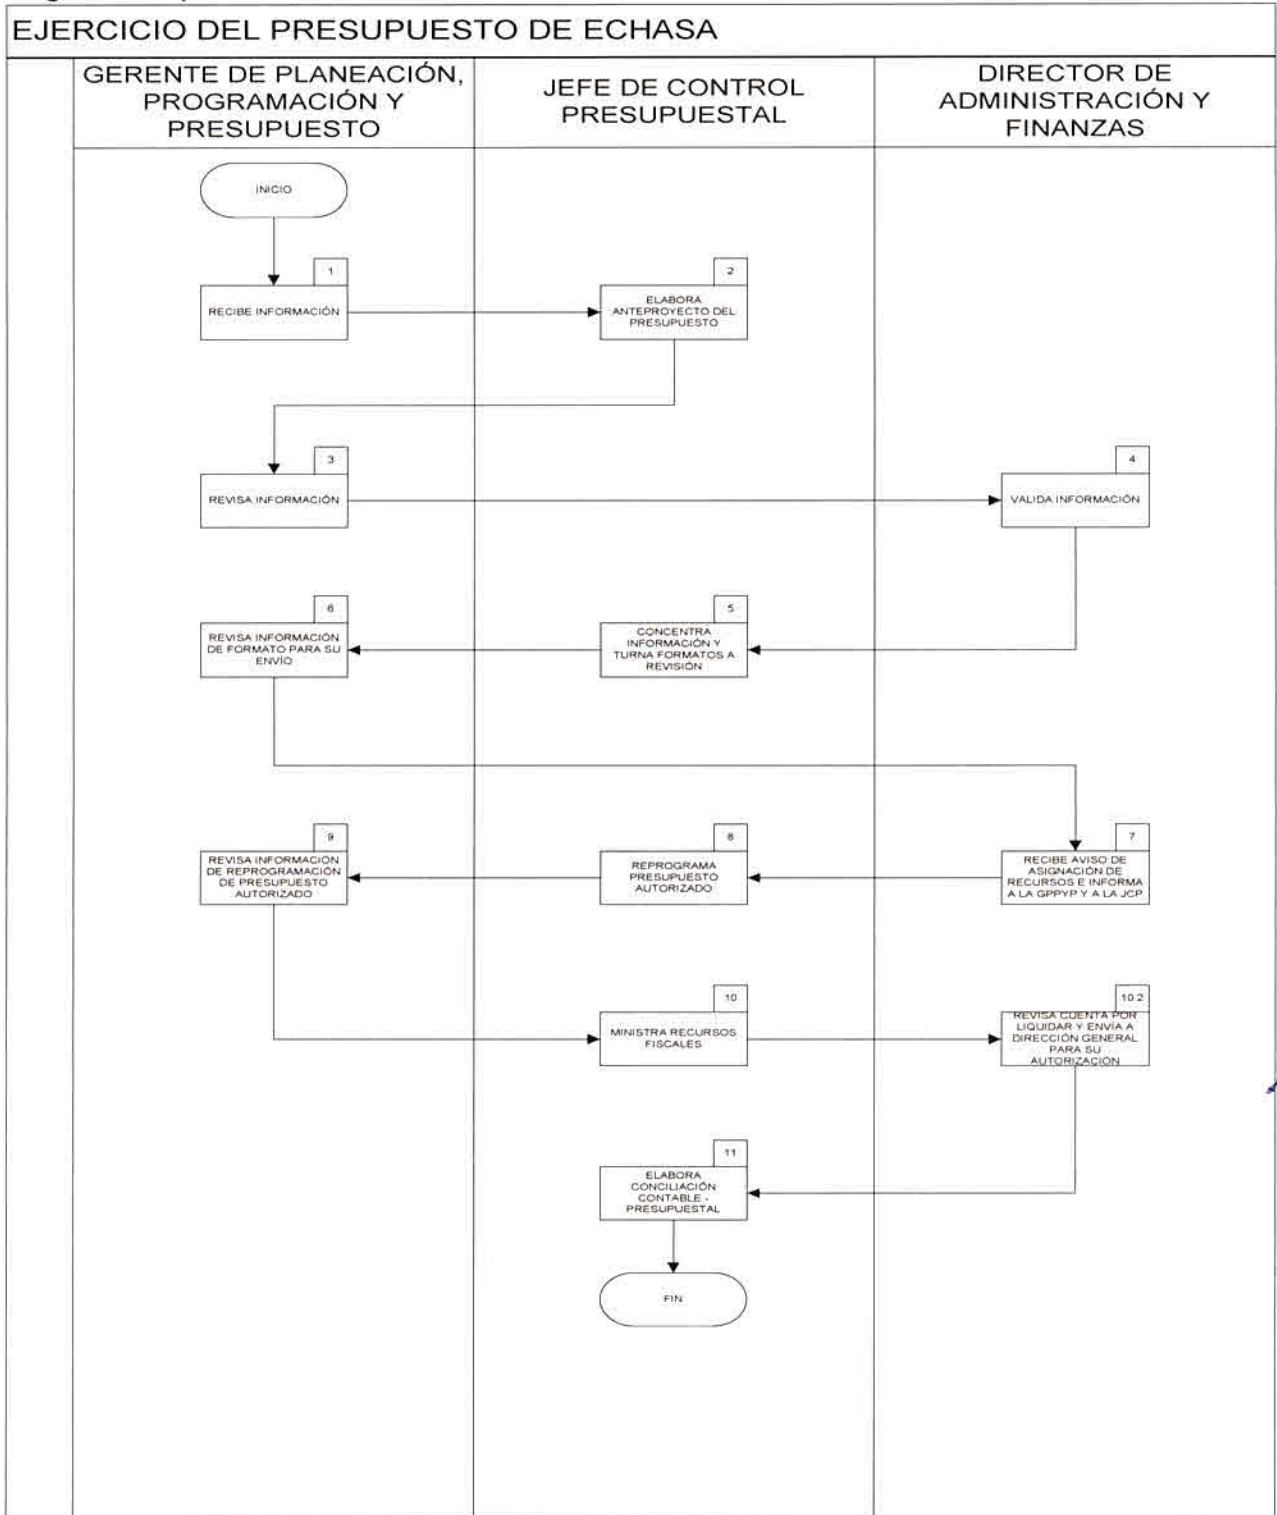 EJERCICIO DEL PRESUPUESTO DE ECHASA
GERENTE DE PLANEACIÓN,
PROGRAMACIÓN Y
PRESUPUESTO
JEFE DE CONTROL
PRESUPUESTAL
DIRECTOR DE
ADMINISTRACIÓN Y
FINANZAS
INICIO
1
RECIBE INFORMACIÓN
2
ELABORA
ANTEPROYECTO DEL
PRESUPUESTO
3
REVISA INFORMACIÓN
4
VALIDA INFORMACIÓN
6
REVISA INFORMACIÓN
DE FORMATO PARA SU
ENVÍO
5
CONCENTRA
INFORMACIÓN Y
TURNA FORMATOS A
REVISIÓN
9
REVISA INFORMACIÓN
DE REPROGRAMACIÓN
DE PRESUPUESTO
AUTORIZADO
8
REPROGRAMA
PRESUPUESTO
AUTORIZADO
7
RECIBE AVISO DE
ASIGNACIÓN DE
RECURSOS E INFORMA
A LA GPPYP Y A LA JCP
10
MINISTRA RECURSOS
FISCALES
10.2
REVISA CUENTA POR
LIQUIDAR Y ENVÍA A
DIRECCIÓN GENERAL
PARA SU
AUTORIZACIÓN
11
ELABORA
CONCILIACIÓN
CONTABLE -
PRESUPUESTAL
FIN